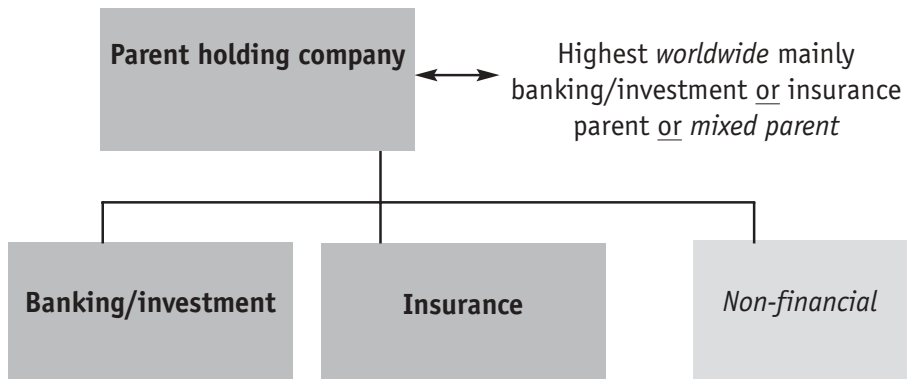 Parent holding company
Highest worldwide mainly
banking/investment or insurance
parent or mixed parent
Banking/investment
Insurance
Non-financial